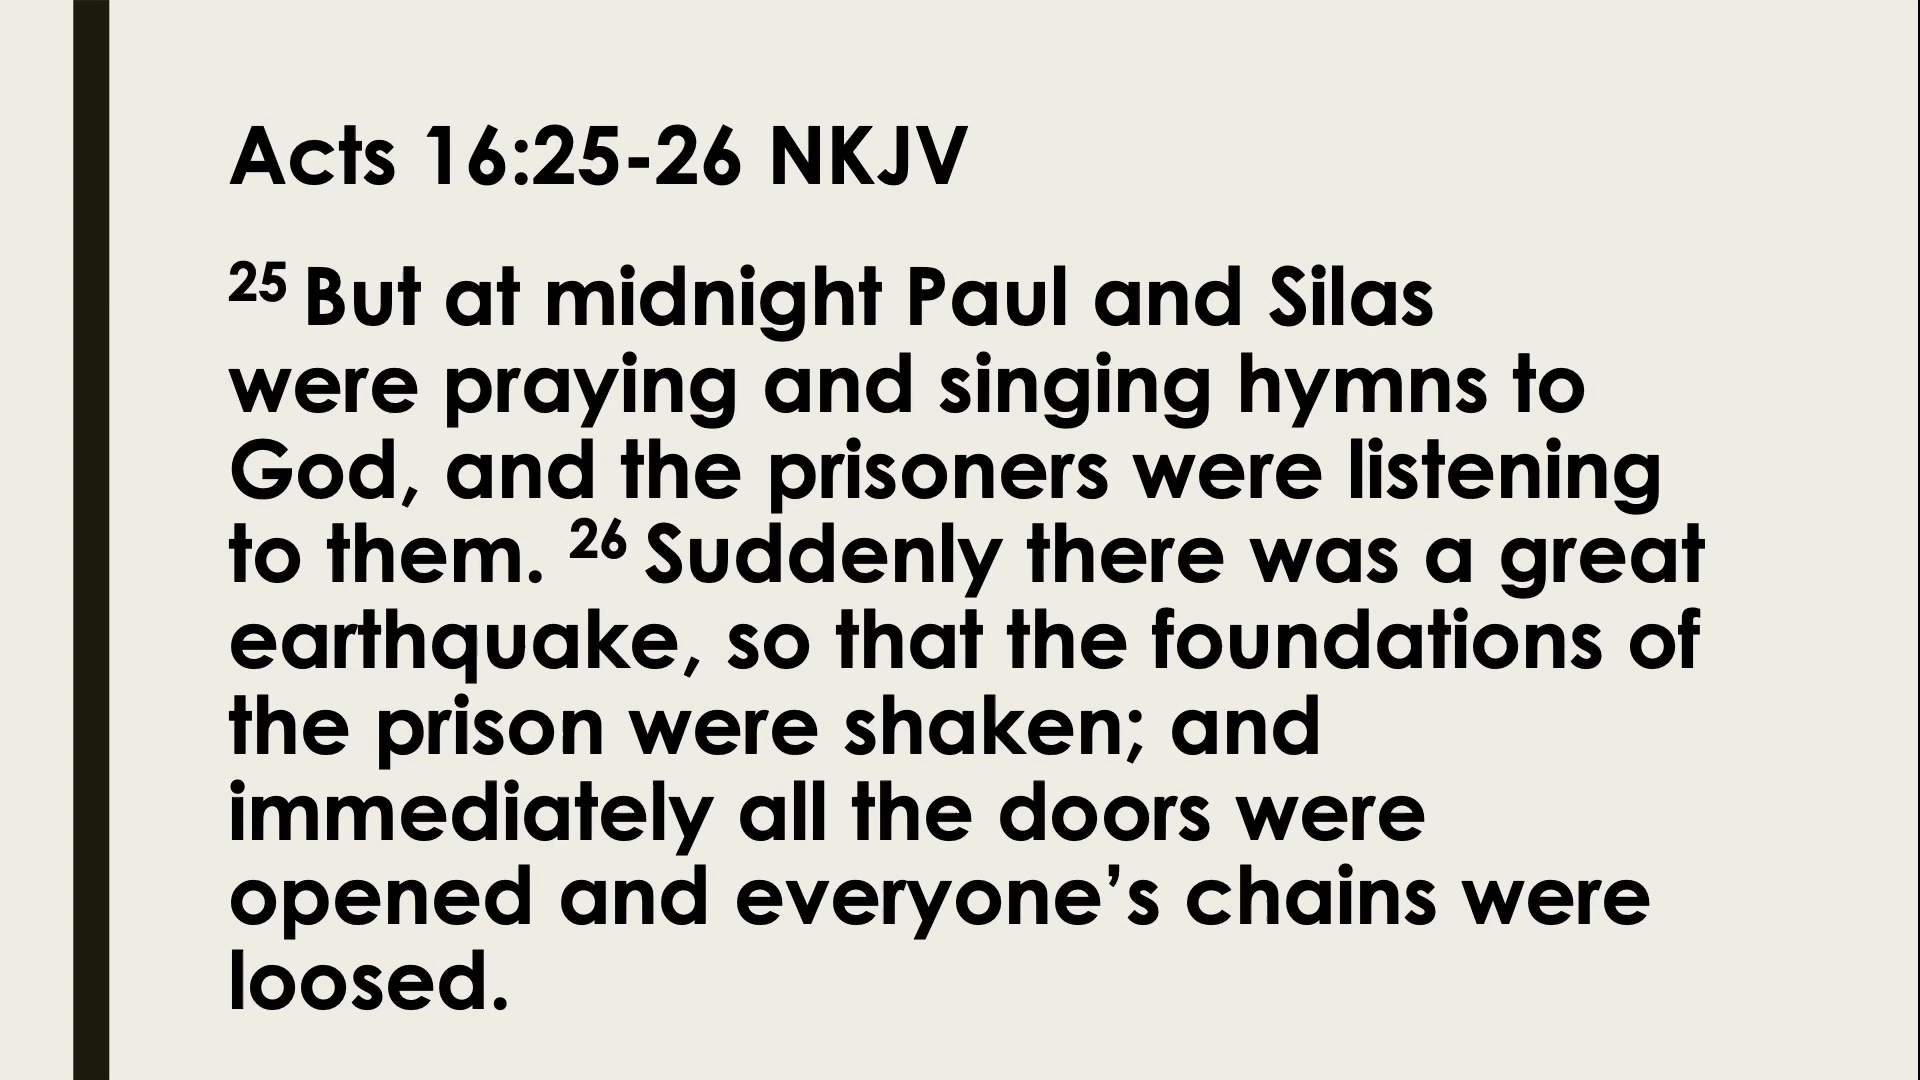 Acts 16:25-26 NKJV
25 But at midnight Paul and Silas
were praying and singing hymns to
God, and the prisoners were listening
to them. 26 Suddenly there was a great
earthquake, so that the foundations of
the prison were shaken; and
immediately all the doors were
opened and everyone’s chains were
loosed.